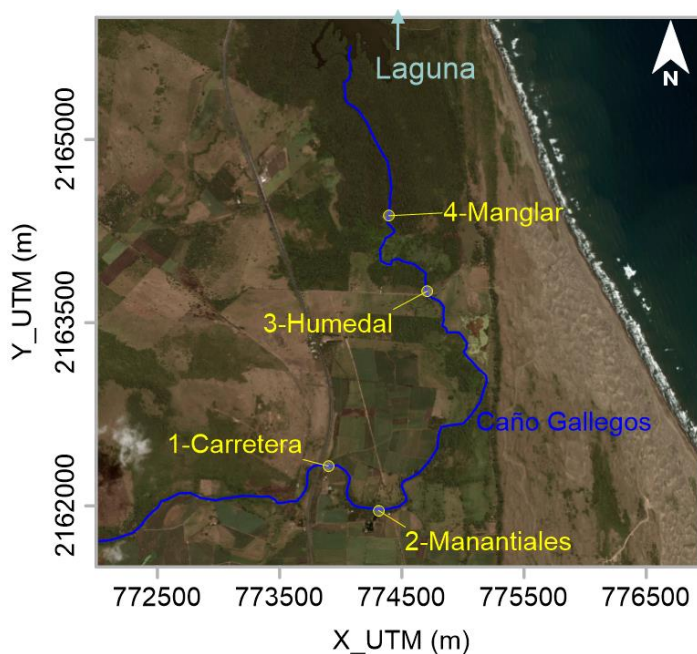 Laguna
N
2165000
4-Manglar
3-Humedal
2163500
Y_UTM (m)
Caño Gallegos
1-Carretera
2162000
2-Manantiales
772500 773500 774500 775500 776500
X_UTM (m)